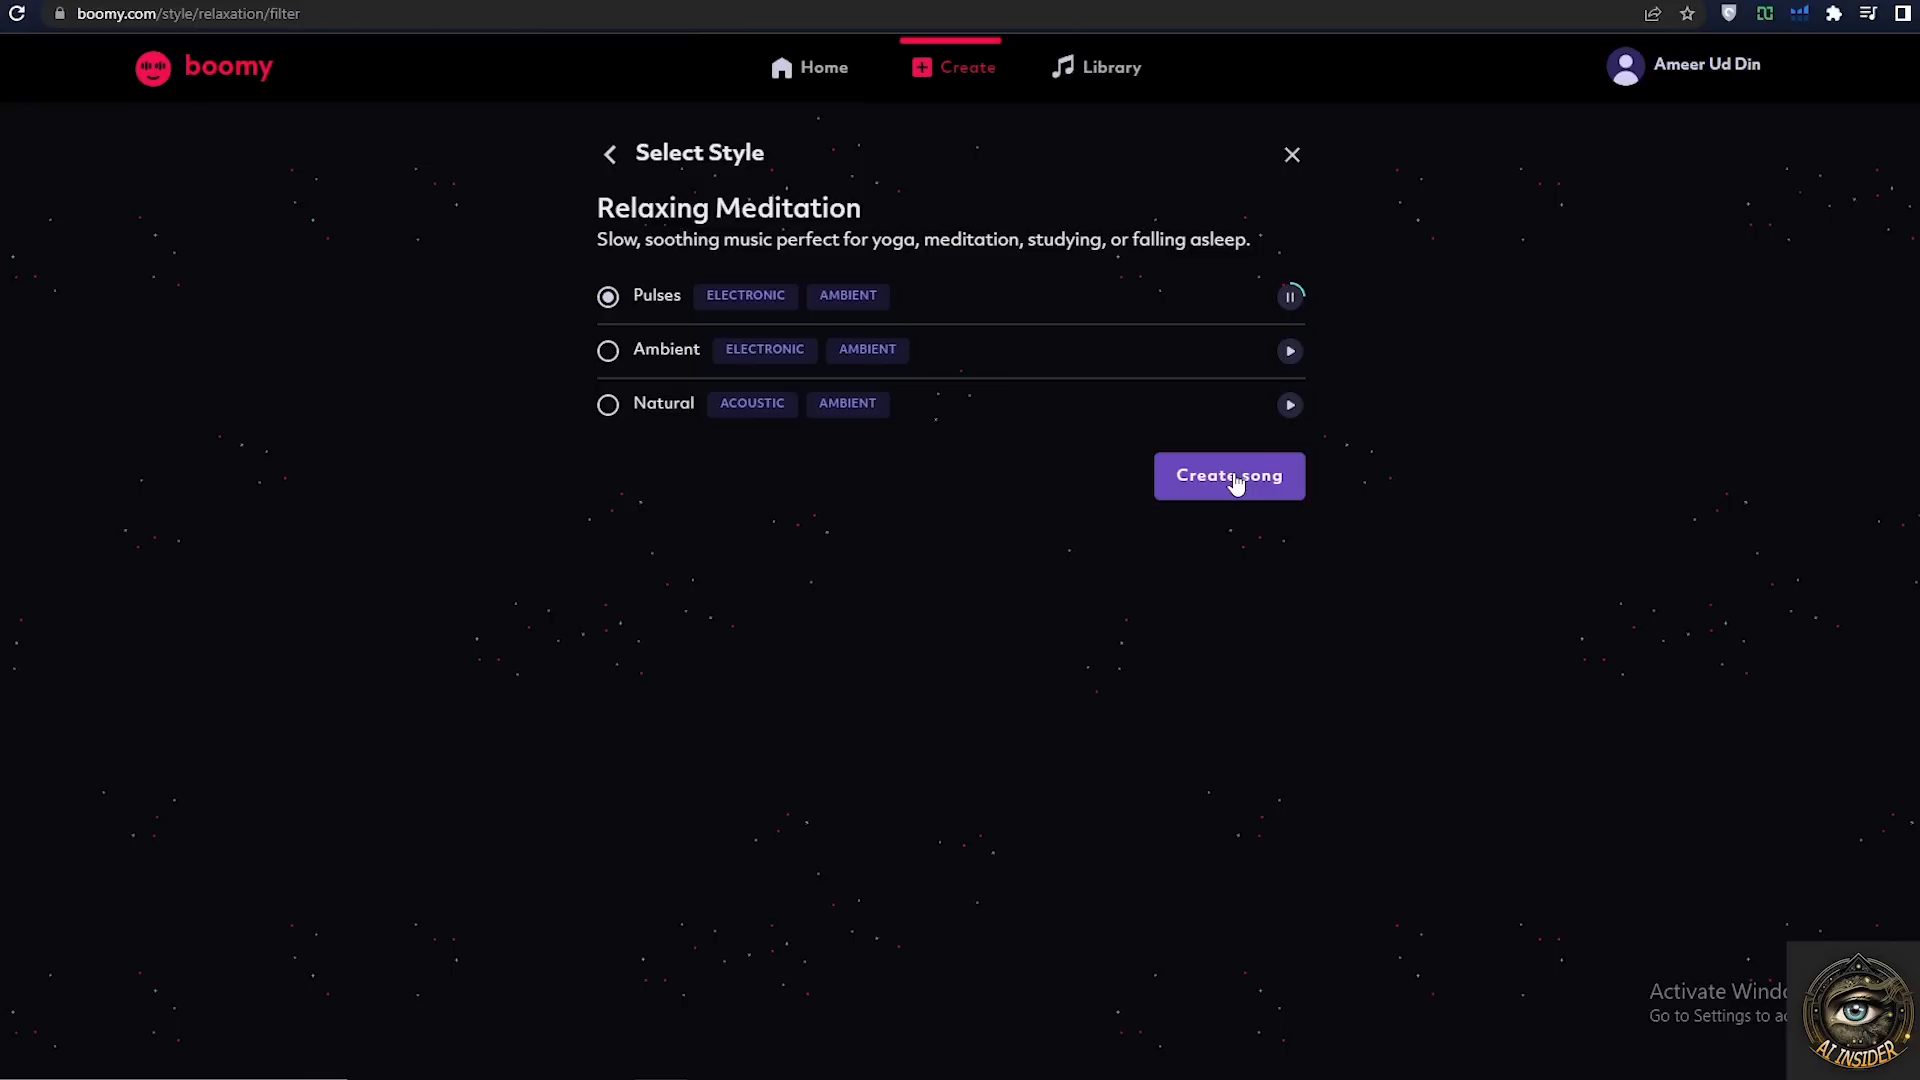 boomy.com/style/relaxation/filter
boomy
Home
Create
Library
Ameer Ud Din
Select Style
Relaxing Meditation
Slow, soothing music perfect for yoga, meditation, studying, or falling asleep.
Pulses ELECTRONIC AMBIENT
Ambient ELECTRONIC AMBIENT
Natural ACOUSTIC AMBIENT
Create song
Activate Windo
Go to Settings to ac
AI INSIDER